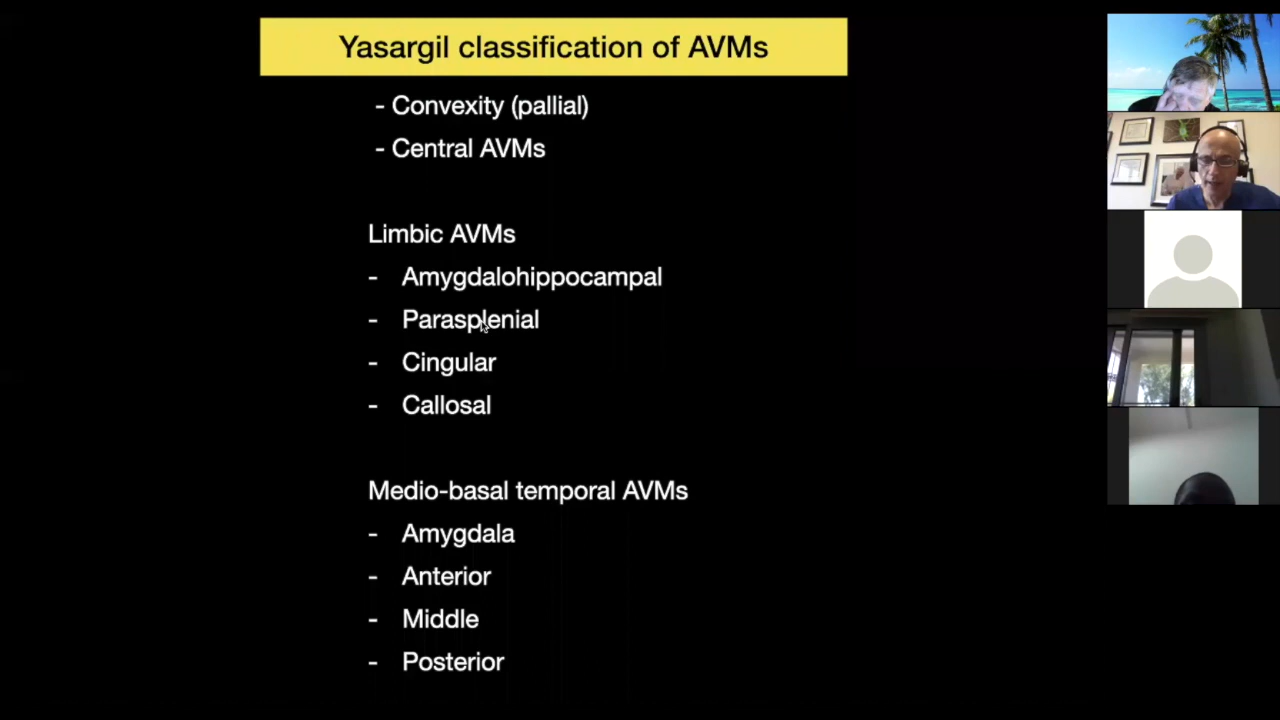 Yasargil classification of AVMs
- Convexity (pallial)
- Central AVMs
Limbic AVMs
- Amygdalohippocampal
- Parasplenial
- Cingular
- Callosal
Medio-basal temporal AVMs
- Amygdala
- Anterior
- Middle
- Posterior